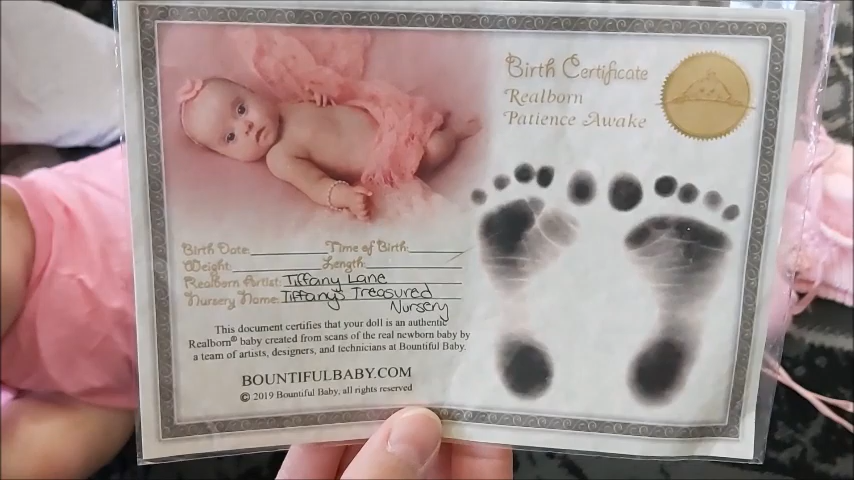 Birth Certificate
Realborn
Patience Awake
Birth Date: Time of Birth:
Weight: Length:
Realborn Artist: Tiffany Lane
Nursery Name: Tiffany's Treasured
Nursery
This document certifies that your doll is an authentic
Realborn® baby created from scans of the real newborn baby by
a team of artists, designers, and technicians at Bountiful Baby.
BOUNTIFULBABY.COM
© 2019 Bountiful Baby, all rights reserved